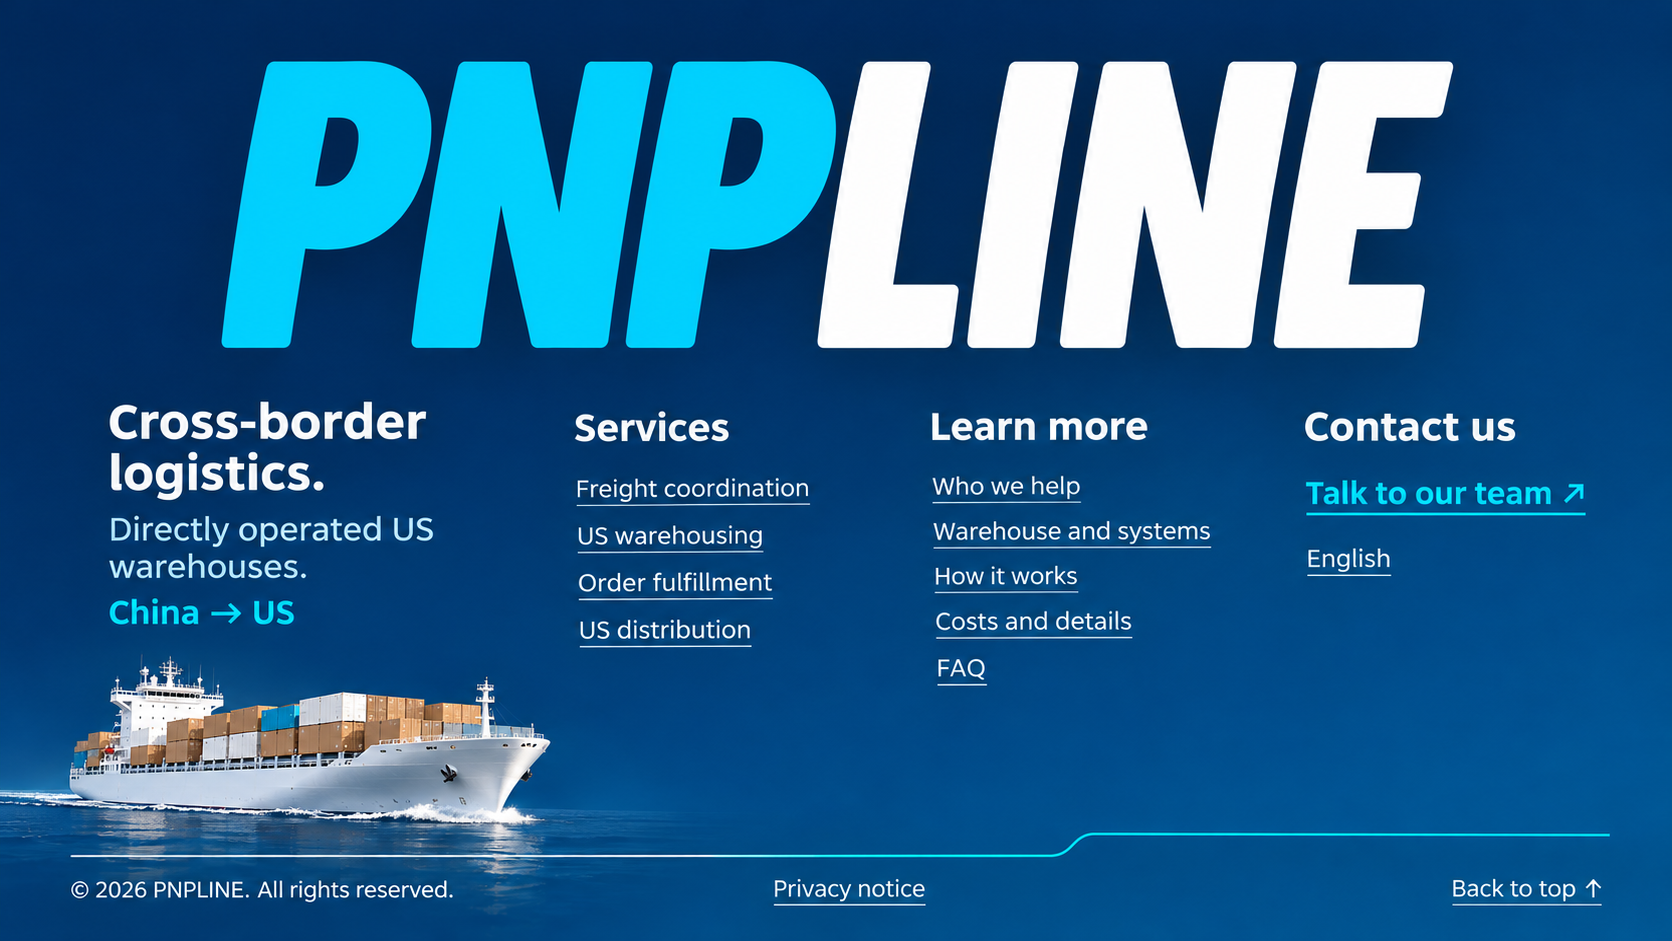 PNPLINE
Cross-border
logistics.
Directly operated US
warehouses.
China → US
Services
Freight coordination
US warehousing
Order fulfillment
US distribution
Learn more
Who we help
Warehouse and systems
How it works
Costs and details
FAQ
Contact us
Talk to our team ↗
English
© 2026 PNPLINE. All rights reserved.
Privacy notice
Back to top ↑